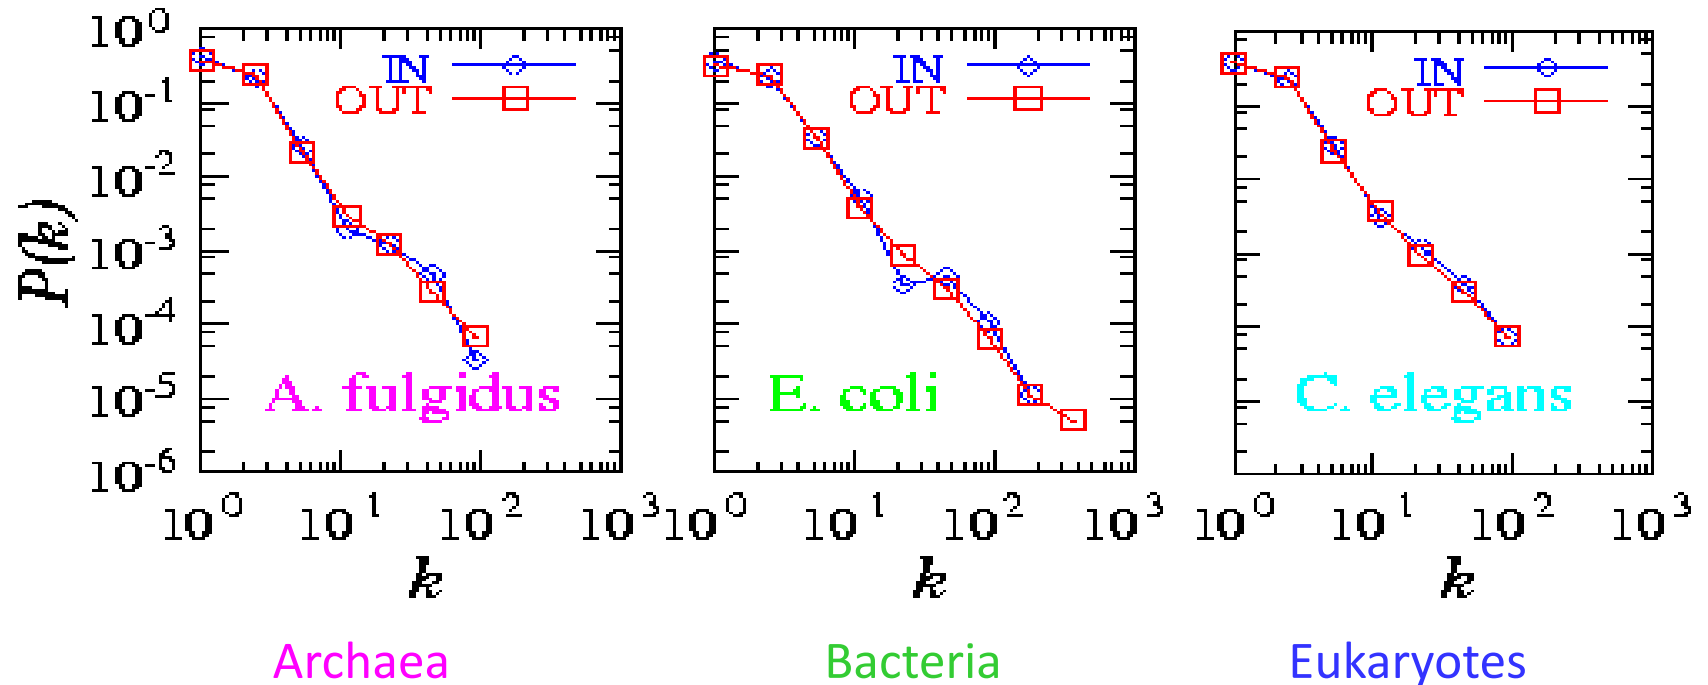 P(k)
10^0
10^-1
10^-2
10^-3
10^-4
10^-5
10^-6
IN
OUT
A. fulgidus
10^0 10^1 10^2 10^3
k
IN
OUT
E. coli
10^0 10^1 10^2 10^3
k
IN
OUT
C. elegans
10^0 10^1 10^2 10^3
k
Archaea
Bacteria
Eukaryotes